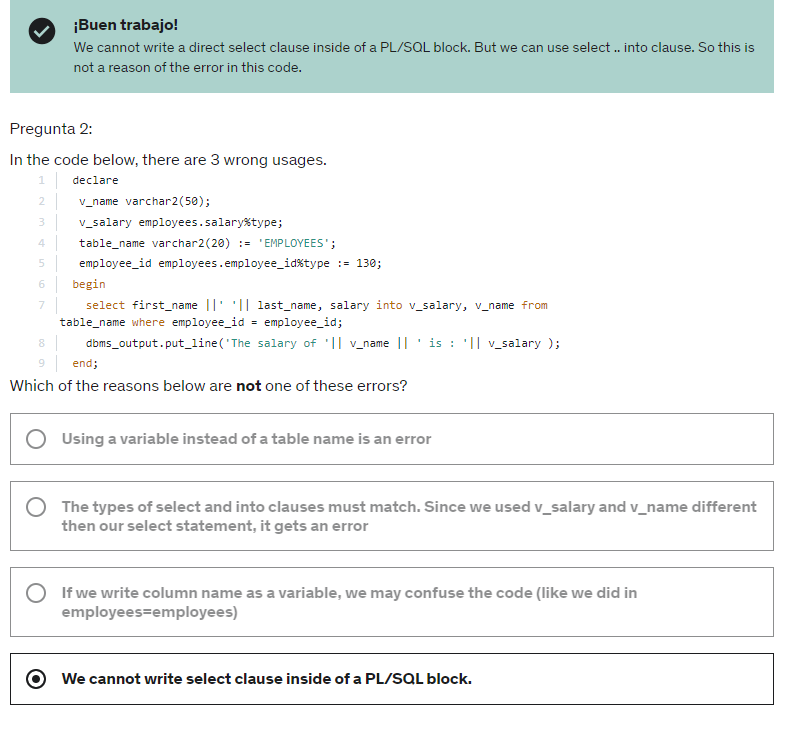 ¡Buen trabajo!
We cannot write a direct select clause inside of a PL/SQL block. But we can use select .. into clause. So this is
not a reason of the error in this code.
Pregunta 2:
In the code below, there are 3 wrong usages.
1 declare
2 v_name varchar2(50);
3 v_salary employees.salary%type;
4 table_name varchar2(20) := 'EMPLOYEES';
5 employee_id employees.employee_id%type := 130;
6 begin
7 select first_name ||' '|| last_name, salary into v_salary, v_name from
table_name where employee_id = employee_id;
8 dbms_output.put_line('The salary of '|| v_name || ' is : '|| v_salary );
9 end;
Which of the reasons below are not one of these errors?
Using a variable instead of a table name is an error
The types of select and into clauses must match. Since we used v_salary and v_name different
then our select statement, it gets an error
If we write column name as a variable, we may confuse the code (like we did in
employees=employees)
We cannot write select clause inside of a PL/SQL block.